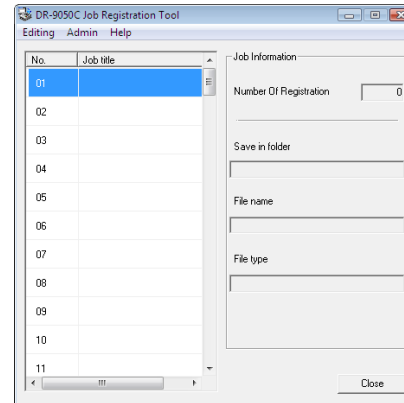 DR-9050C Job Registration Tool
Editing Admin Help
No. Job title
01
02
03
04
05
06
07
08
09
10
11
Job Information
Number Of Registration 0
Save in folder
File name
File type
Close